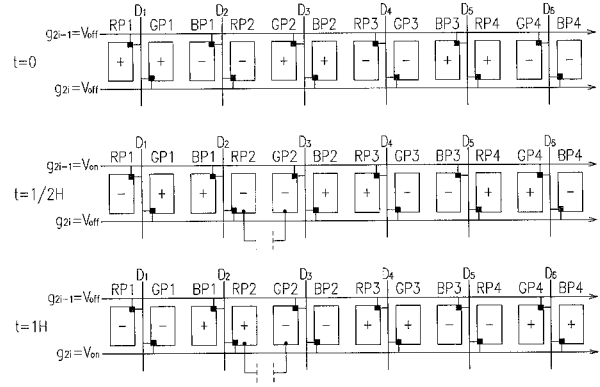 D1 D2 D3 D4 D5 D6
RP1 GP1 BP1 RP2 GP2 BP2 RP3 GP3 BP3 RP4 GP4 BP4
g2i-1=Voff
t=0
+ + - - + + - - + + - -
g2i=Voff
D1 D2 D3 D4 D5 D6
RP1 GP1 BP1 RP2 GP2 BP2 RP3 GP3 BP3 RP4 GP4 BP4
g2i-1=Von
t=1/2H
- + + - - + + - - + + -
g2i=Voff
D1 D2 D3 D4 D5 D6
RP1 GP1 BP1 RP2 GP2 BP2 RP3 GP3 BP3 RP4 GP4 BP4
g2i-1=Voff
t=1H
- - + + - - + + - - + +
g2i=Von